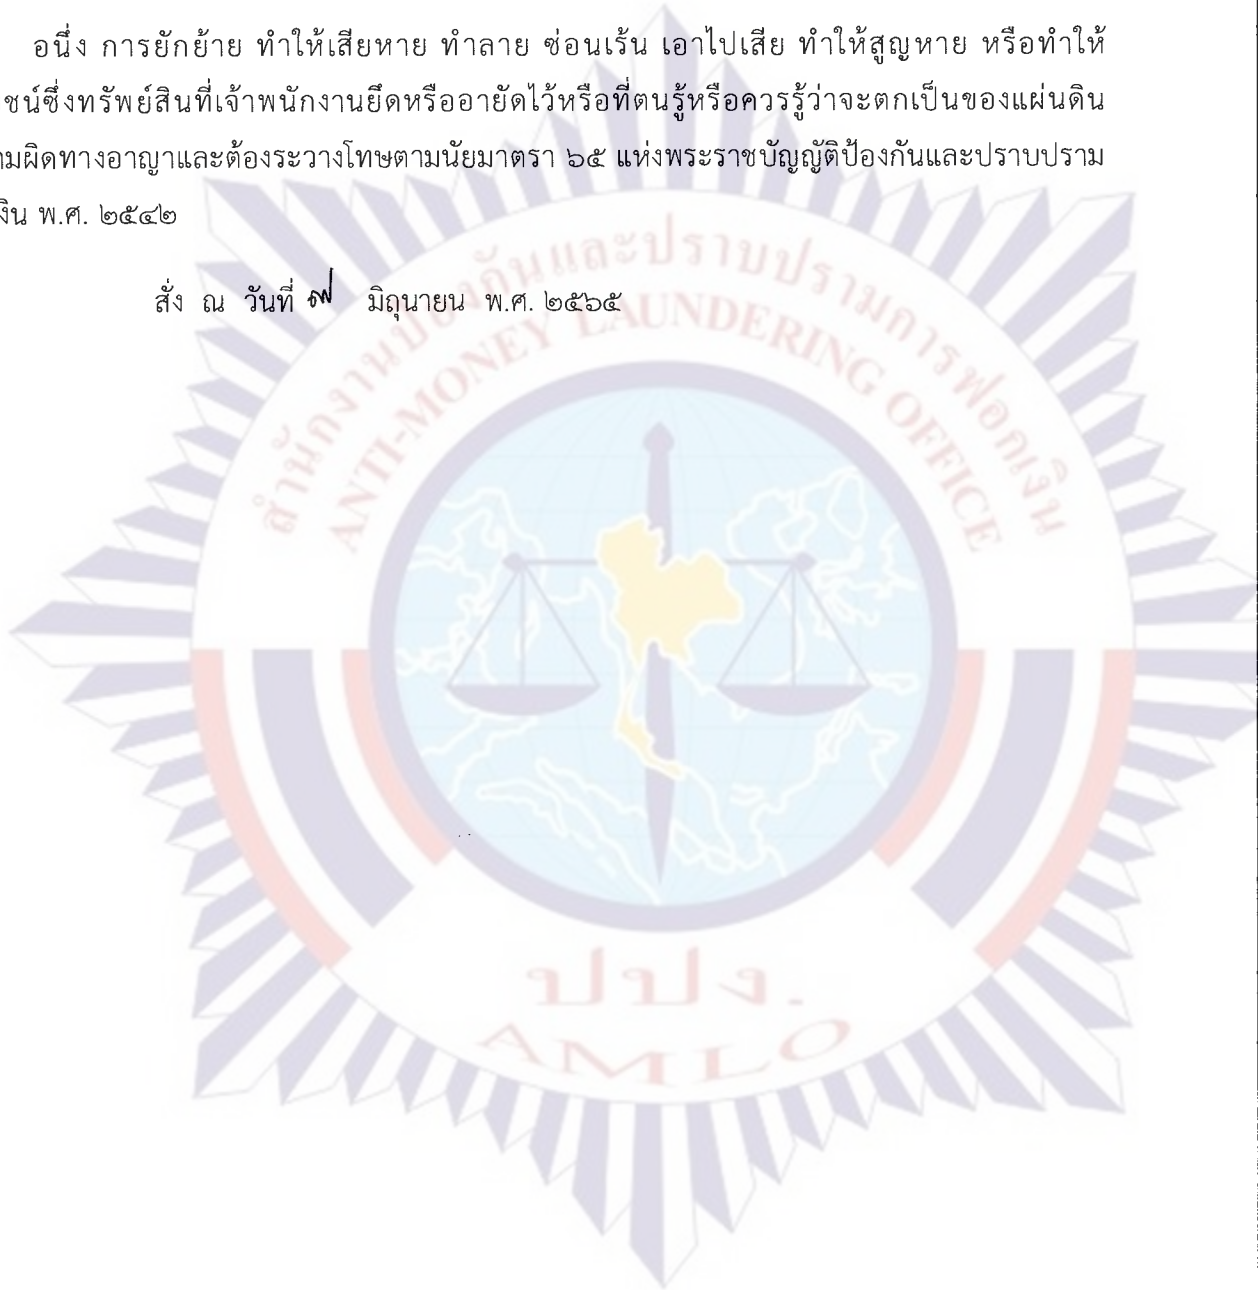 อนึ่ง การยักย้าย ทำให้เสียหาย ทำลาย ซ่อนเร้น เอาไปเสีย ทำให้สูญหาย หรือทำให้
ชน์ซึ่งทรัพย์สินที่เจ้าพนักงานยึดหรืออายัดไว้หรือที่ตนรู้หรือควรรู้ว่าจะตกเป็นของแผ่นดิน
ามผิดทางอาญาและต้องระวางโทษตามนัยมาตรา ๖๕ แห่งพระราชบัญญัติป้องกันและปราบปราม
งิน พ.ศ. ๒๕๔๒
สั่ง ณ วันที่ ๗ มิถุนายน พ.ศ. ๒๕๖๕
สำนักงานป้องกันและปราบปรามการฟอกเงิน
ANTI-MONEY LAUNDERING OFFICE
ปปง.
AMLO